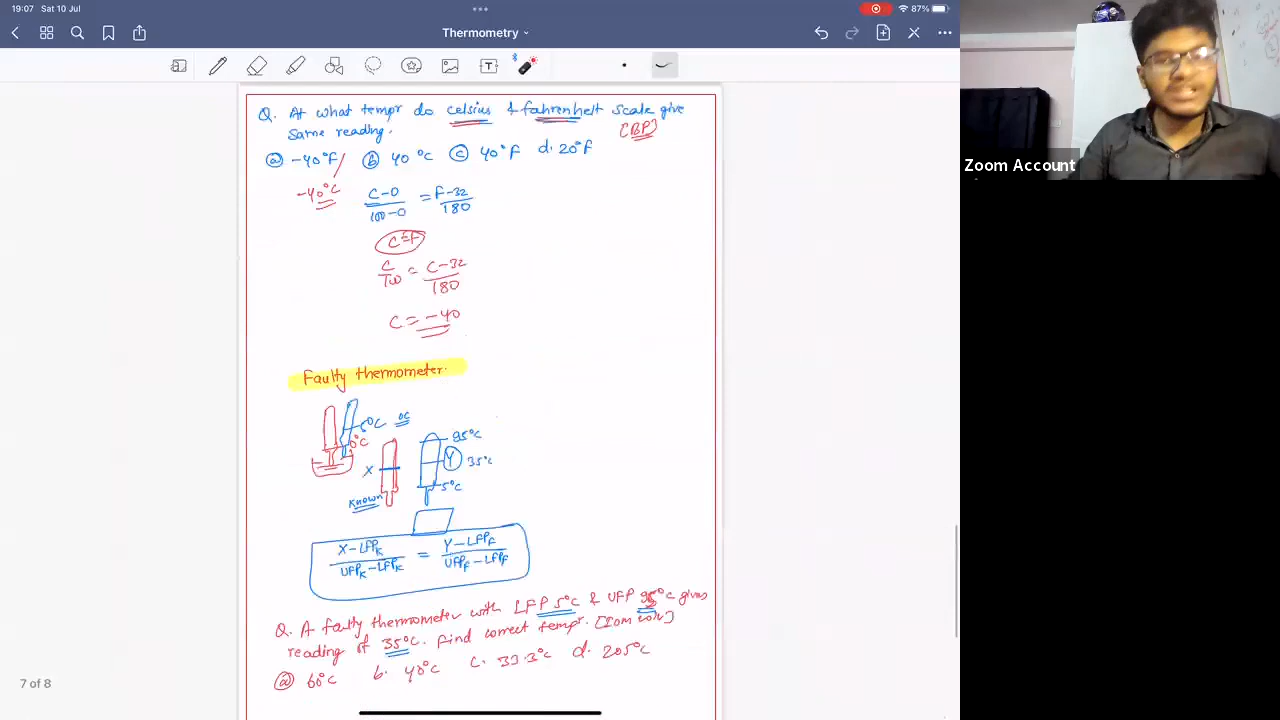 19:07 Sat 10 Jul
87%
Thermometry
Q. At what tempr do celsius & fahrenheit scale give
same reading.
[BP]
a -40°F b 40°C c 40°F d. 20°F
-40°C
C-0 / 100-0 = F-32 / 180
C=F
C / 100 = C-32 / 180
C = -40
Faulty thermometer.
5°C 0°C
0°C
95°C
X Y 35°C
5°C
Known
X-LFPK / UFPK-LFPK = Y-LFPF / UFPF-LFPF
Q. A faulty thermometer with LFP 5°C & UFP 95°C gives
reading of 35°C. Find correct tempr.
a 60°C b. 40°C c. 33.3°C d. 205°C
7 of 8
Zoom Account